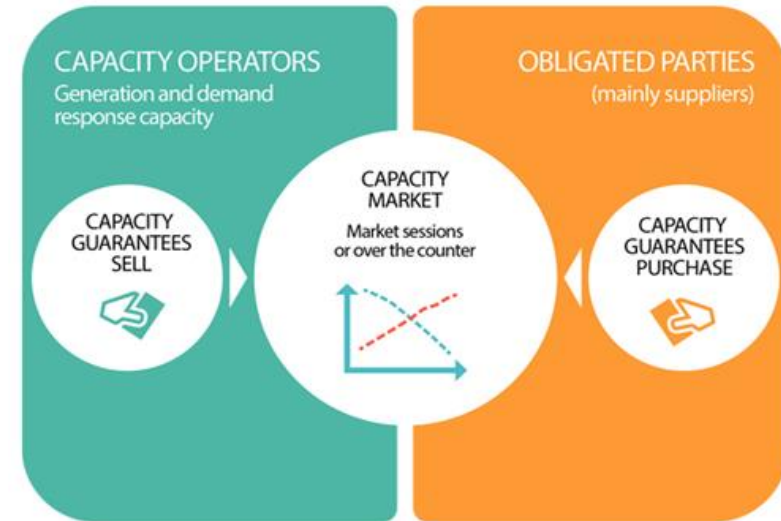 CAPACITY OPERATORS
Generation and demand
response capacity
OBLIGATED PARTIES
(mainly suppliers)
CAPACITY
GUARANTEES
SELL
CAPACITY
MARKET
Market sessions
or over the counter
CAPACITY
GUARANTEES
PURCHASE